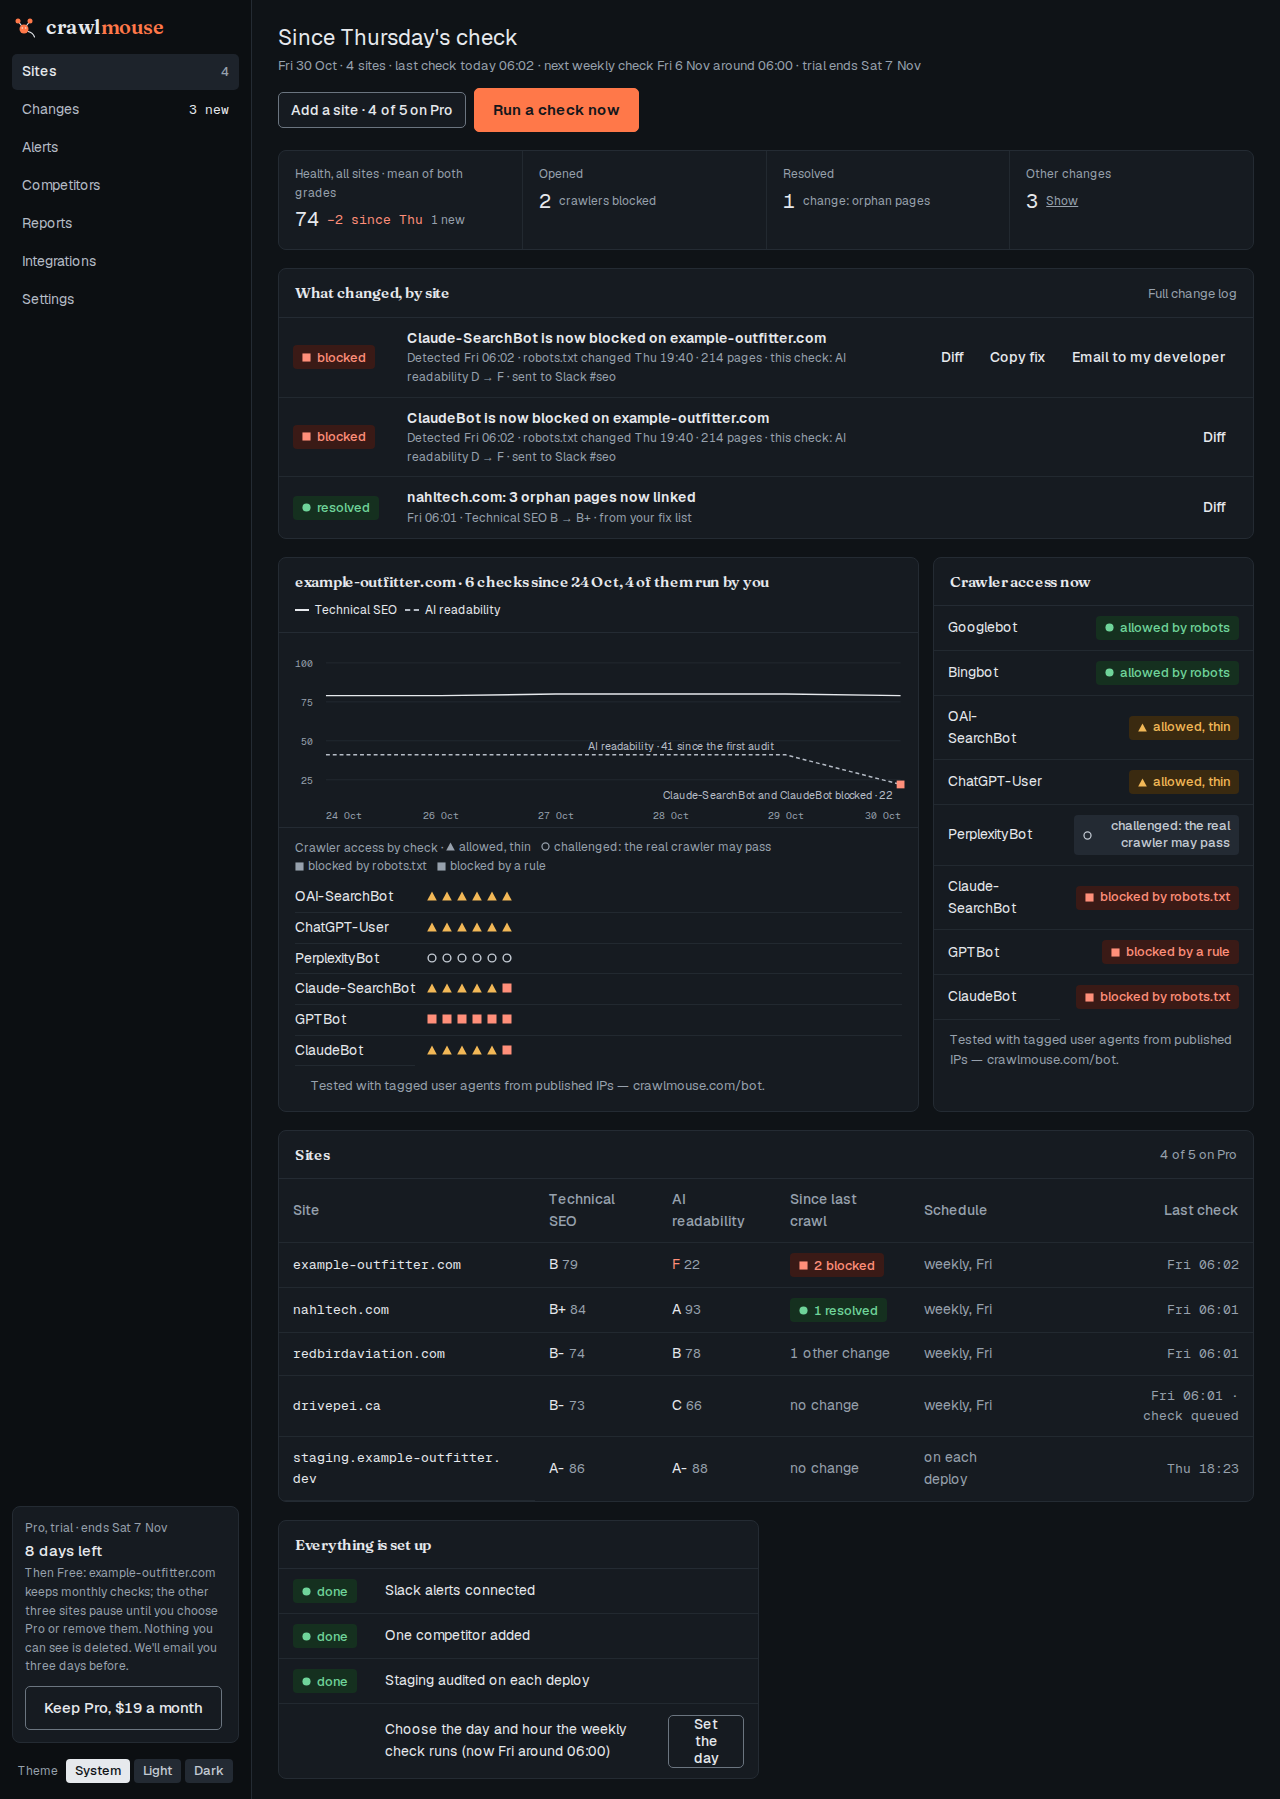 crawlmouse
Sites 4
Changes 3 new
Alerts
Competitors
Reports
Integrations
Settings
Pro, trial · ends Sat 7 Nov
8 days left
Then Free: example-outfitter.com
keeps monthly checks; the other
three sites pause until you choose
Pro or remove them. Nothing you
can see is deleted. We'll email you
three days before.
Keep Pro, $19 a month
Theme System Light Dark
Since Thursday's check
Fri 30 Oct · 4 sites · last check today 06:02 · next weekly check Fri 6 Nov around 06:00 · trial ends Sat 7 Nov
Add a site · 4 of 5 on Pro Run a check now
Health, all sites · mean of both
grades
74 −2 since Thu 1 new
Opened
2 crawlers blocked
Resolved
1 change: orphan pages
Other changes
3 Show
What changed, by site Full change log
blocked
Claude-SearchBot is now blocked on example-outfitter.com
Detected Fri 06:02 · robots.txt changed Thu 19:40 · 214 pages · this check: AI
readability D → F · sent to Slack #seo
Diff Copy fix Email to my developer
blocked
ClaudeBot is now blocked on example-outfitter.com
Detected Fri 06:02 · robots.txt changed Thu 19:40 · 214 pages · this check: AI
readability D → F · sent to Slack #seo
Diff
resolved
nahltech.com: 3 orphan pages now linked
Fri 06:01 · Technical SEO B → B+ · from your fix list
Diff
example-outfitter.com · 6 checks since 24 Oct, 4 of them run by you
Technical SEO AI readability
100
75
50
25
AI readability · 41 since the first audit
Claude-SearchBot and ClaudeBot blocked · 22
24 Oct 26 Oct 27 Oct 28 Oct 29 Oct 30 Oct
Crawler access by check · allowed, thin challenged: the real crawler may pass
blocked by robots.txt blocked by a rule
OAI-SearchBot
ChatGPT-User
PerplexityBot
Claude-SearchBot
GPTBot
ClaudeBot
Tested with tagged user agents from published IPs — crawlmouse.com/bot.
Crawler access now
Googlebot allowed by robots
Bingbot allowed by robots
OAI-
SearchBot
allowed, thin
ChatGPT-User allowed, thin
PerplexityBot
challenged: the real
crawler may pass
Claude-
SearchBot
blocked by robots.txt
GPTBot blocked by a rule
ClaudeBot blocked by robots.txt
Tested with tagged user agents from published
IPs — crawlmouse.com/bot.
Sites 4 of 5 on Pro
Site
Technical
SEO
AI
readability
Since last
crawl
Schedule
Last check
example-outfitter.com B 79 F 22 2 blocked weekly, Fri Fri 06:02
nahltech.com B+ 84 A 93 1 resolved weekly, Fri Fri 06:01
redbirdaviation.com B- 74 B 78 1 other change weekly, Fri Fri 06:01
drivepei.ca B- 73 C 66 no change weekly, Fri
Fri 06:01 ·
check queued
staging.example-outfitter.
dev
A- 86 A- 88 no change
on each
deploy
Thu 18:23
Everything is set up
done Slack alerts connected
done One competitor added
done Staging audited on each deploy
Choose the day and hour the weekly
check runs (now Fri around 06:00)
Set
the
day